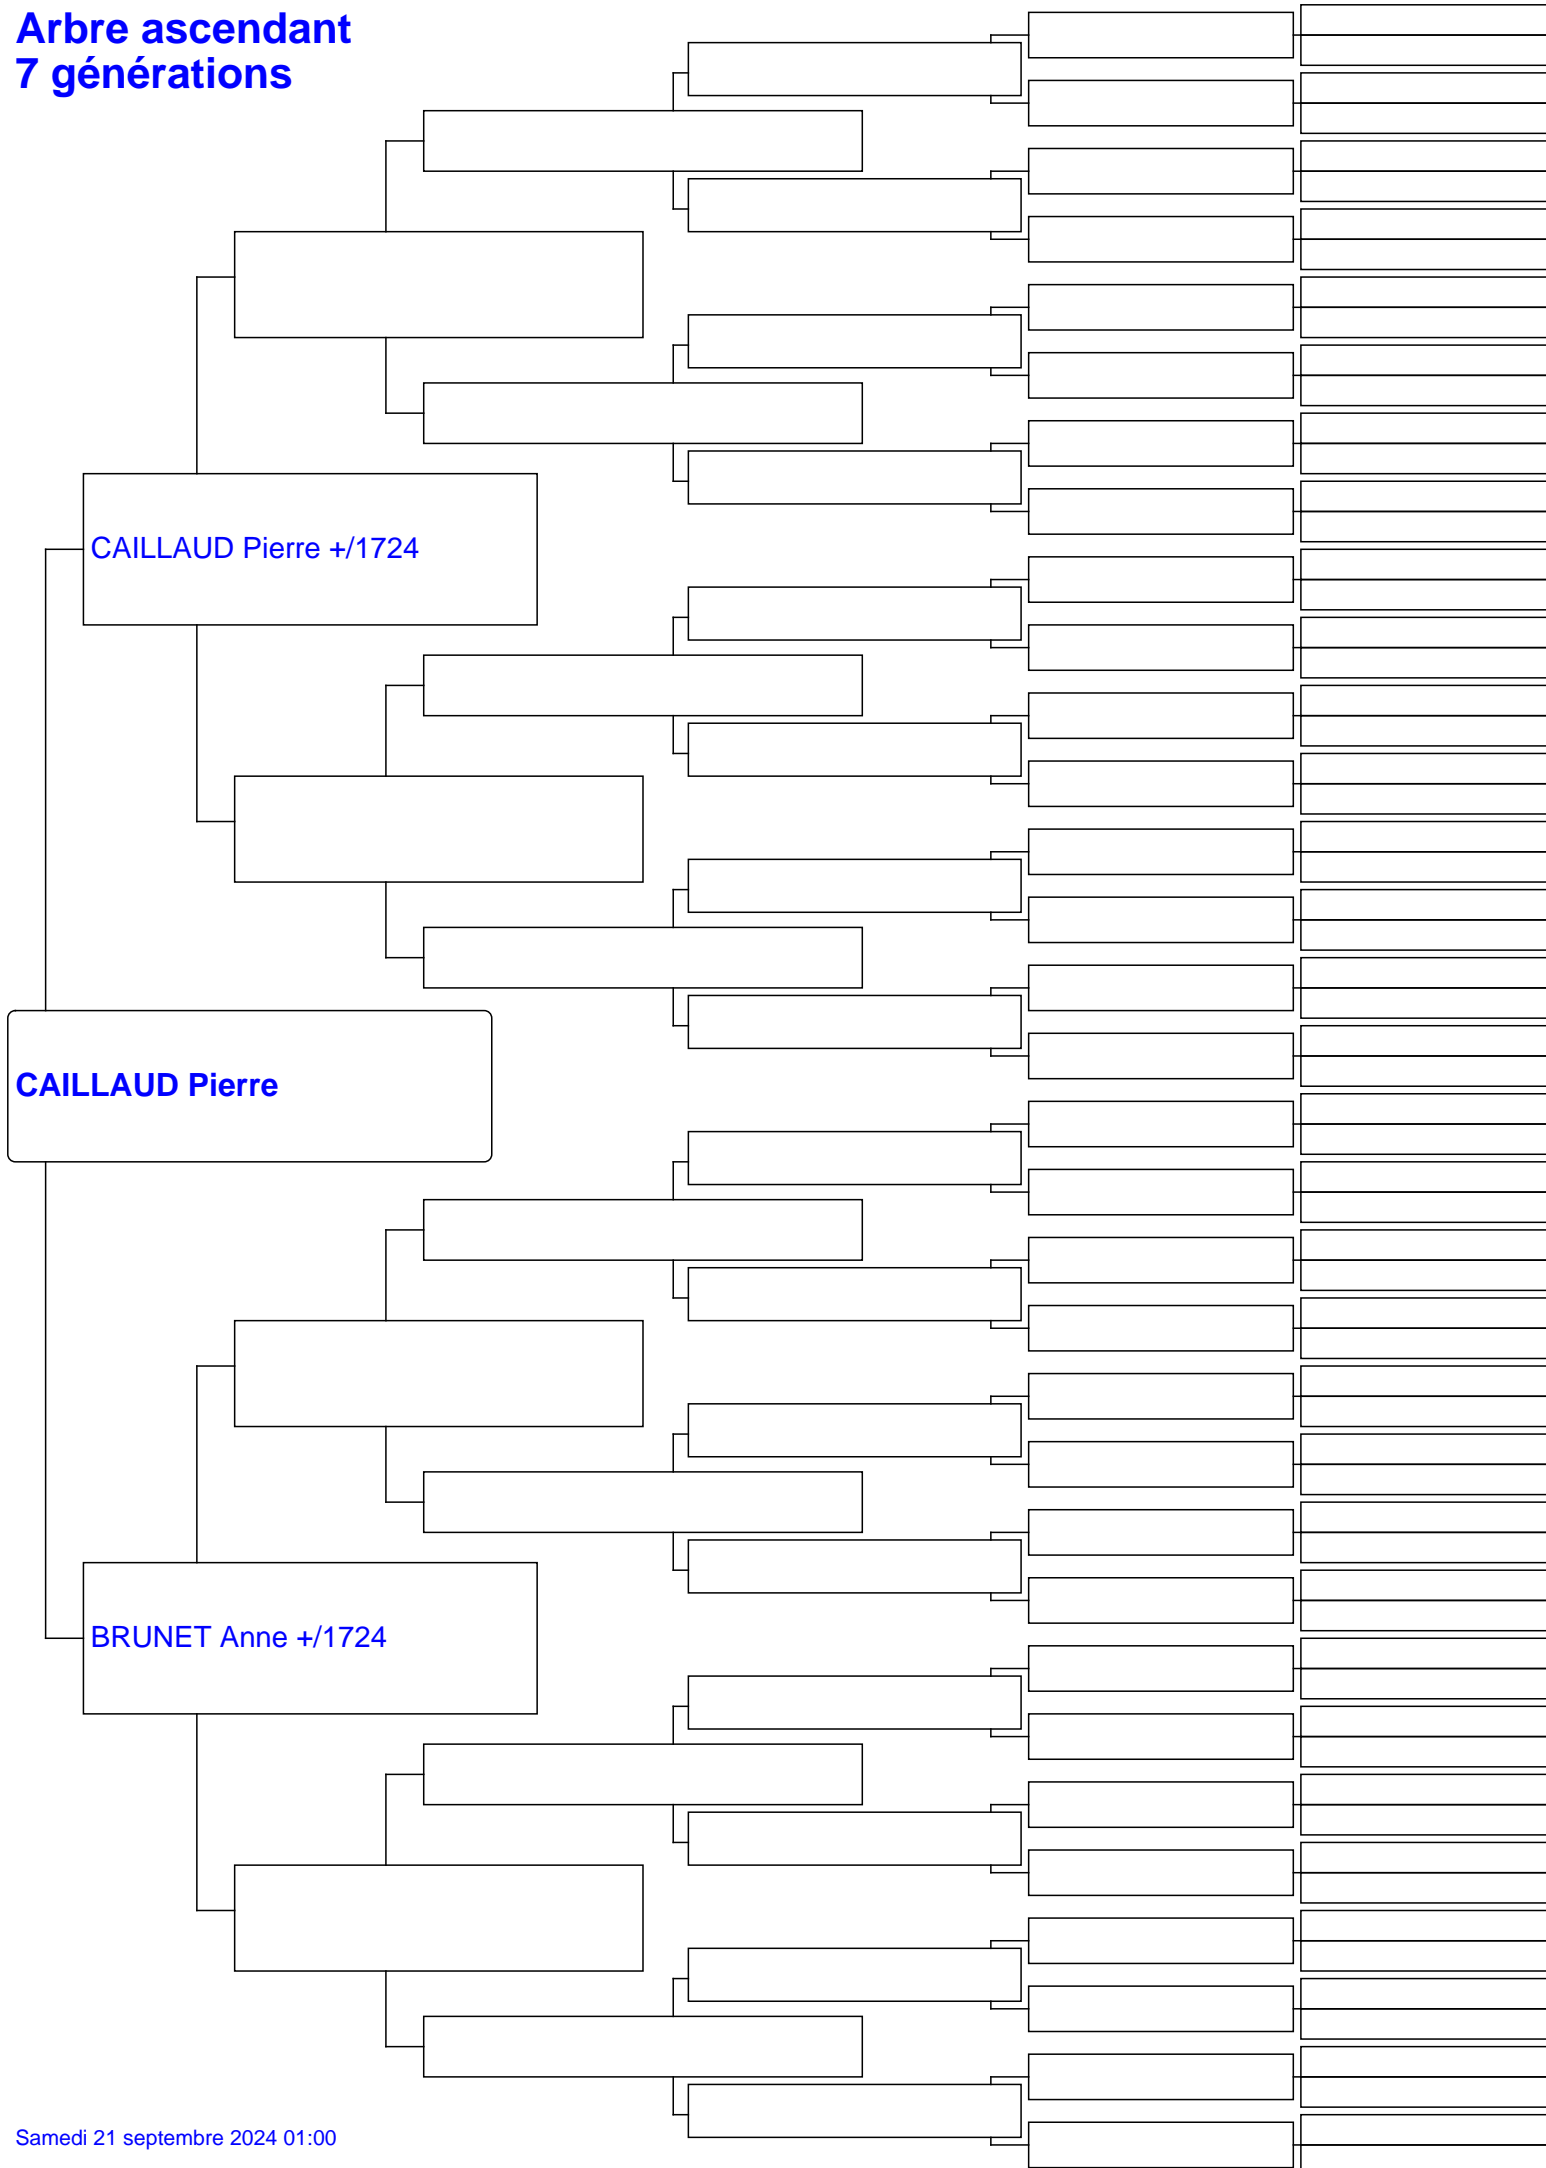 Arbre ascendant
7 générations
CAILLAUD Pierre +/1724
CAILLAUD Pierre
BRUNET Anne +/1724
Samedi 21 septembre 2024 01:00